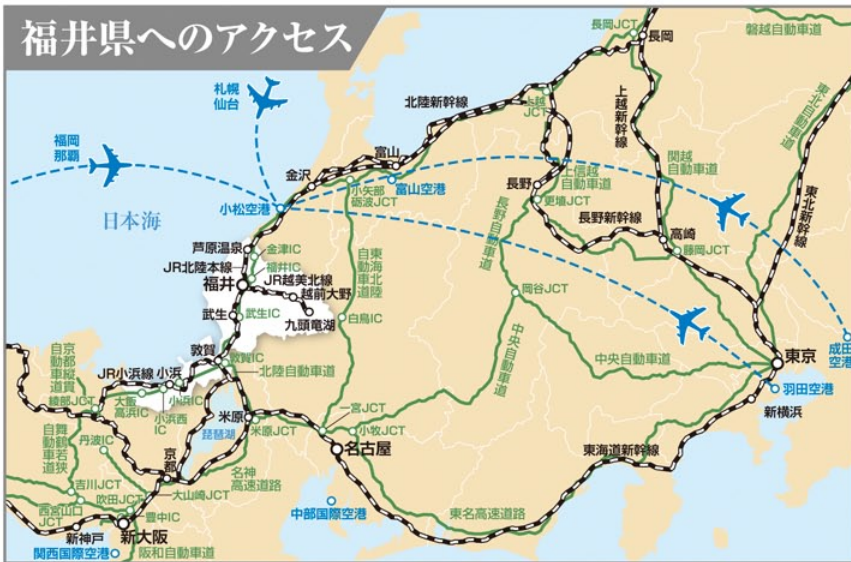 福井県へのアクセス
長岡JCT
長岡
磐越自動車道
札幌
仙台
福岡
那覇
北陸新幹線
上越
JCT
上越新幹線
東北自動車道
関越
自動車道
富山
金沢
小矢部
砺波JCT
富山空港
小松空港
長野
上信越
自動車道
更埴JCT
長野自動車道
長野新幹線
高崎
藤岡JCT
東北新幹線
日本海
芦原温泉
金津IC
JR北陸本線
福井IC
福井
JR越美北線
越前大野
九頭竜湖
東海北陸
自動車道
白鳥IC
岡谷JCT
中央自動車道
武生
武生IC
敦賀
敦賀IC
北陸自動車道
中央自動車道
東京
成田
空港
羽田空港
新横浜
京都縦貫
自動車道
綾部JCT
JR小浜線
小浜
大飯
高浜IC
小浜IC
小浜西
IC
米原
米原JCT
琵琶湖
一宮JCT
小牧JCT
名古屋
東海道新幹線
舞鶴若狭
自
丹波IC
京都
名神
高速道路
吉川JCT
大山崎JCT
吹田JCT
西宮山口
JCT
豊中IC
新大阪
新神戸
関西国際空港
阪和自動車道
中部国際空港
東名高速道路